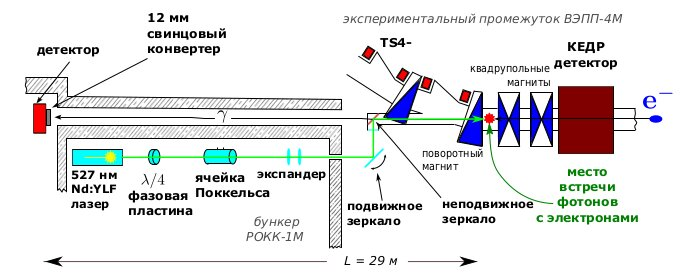 экспериментальный промежуток ВЭПП-4М
12 мм
свинцовый
конвертер
детектор
TS4-
КЕДР
детектор
квадрупольные
магниты
e⁻
γ
527 нм
Nd:YLF
лазер
λ/4
фазовая
пластина
ячейка
Поккельса
экспандер
поворотный
магнит
место
встречи
фотонов
с электронами
подвижное
зеркало
неподвижное
зеркало
бункер
РОКК-1М
L = 29 м